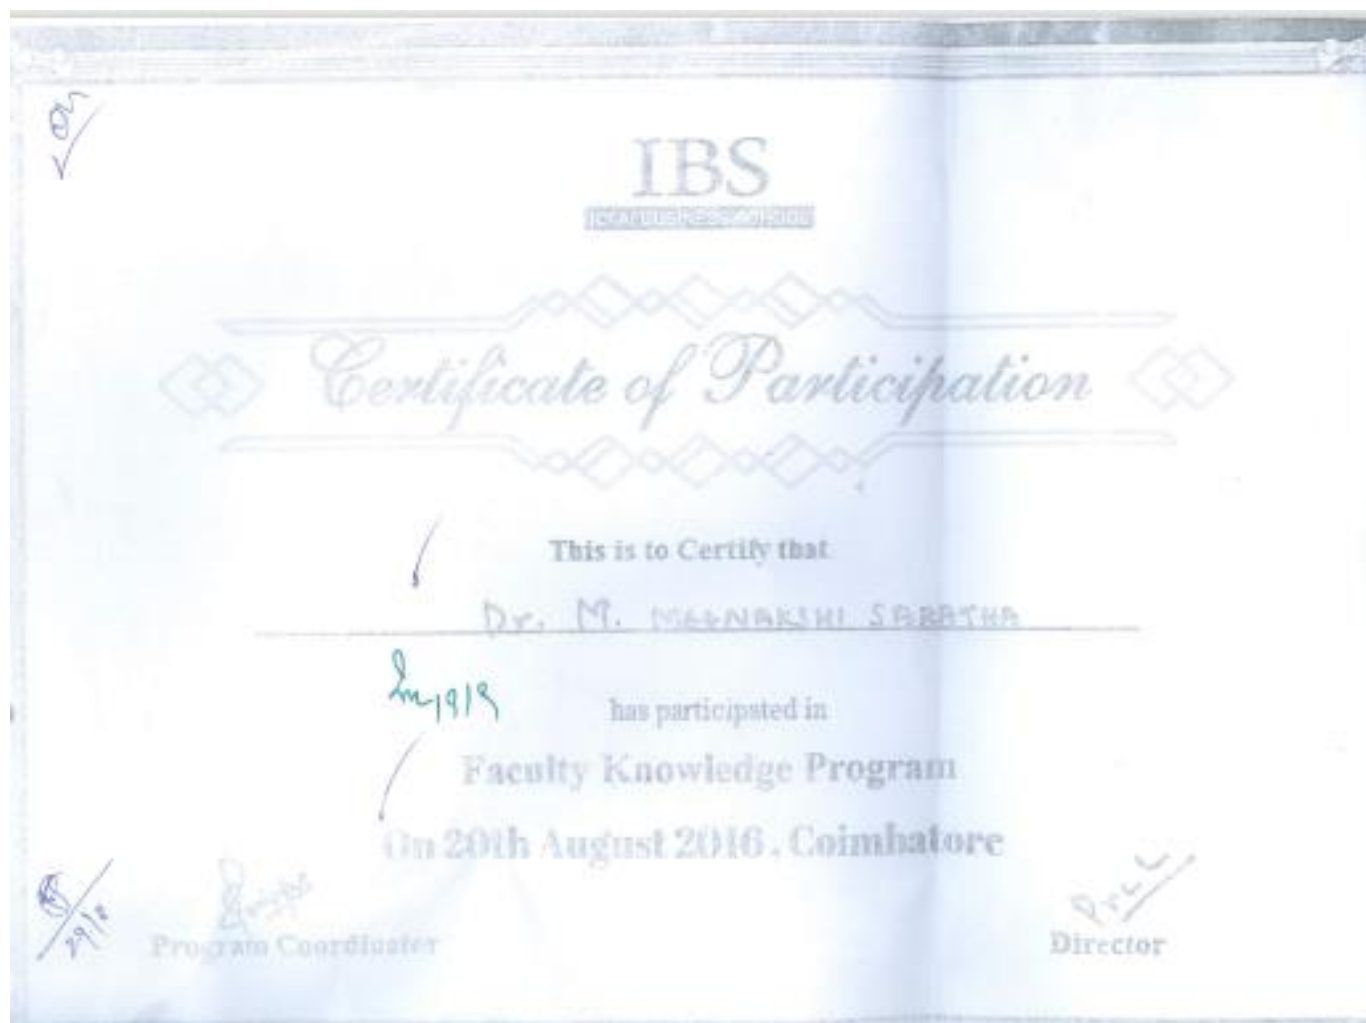 IBS
Certificate of Participation
This is to Certify that
Dr. M. MEENAKSHI SARATHA
has participated in
Faculty Knowledge Program
On 20th August 2016, Coimbatore
Program Coordinator
Director